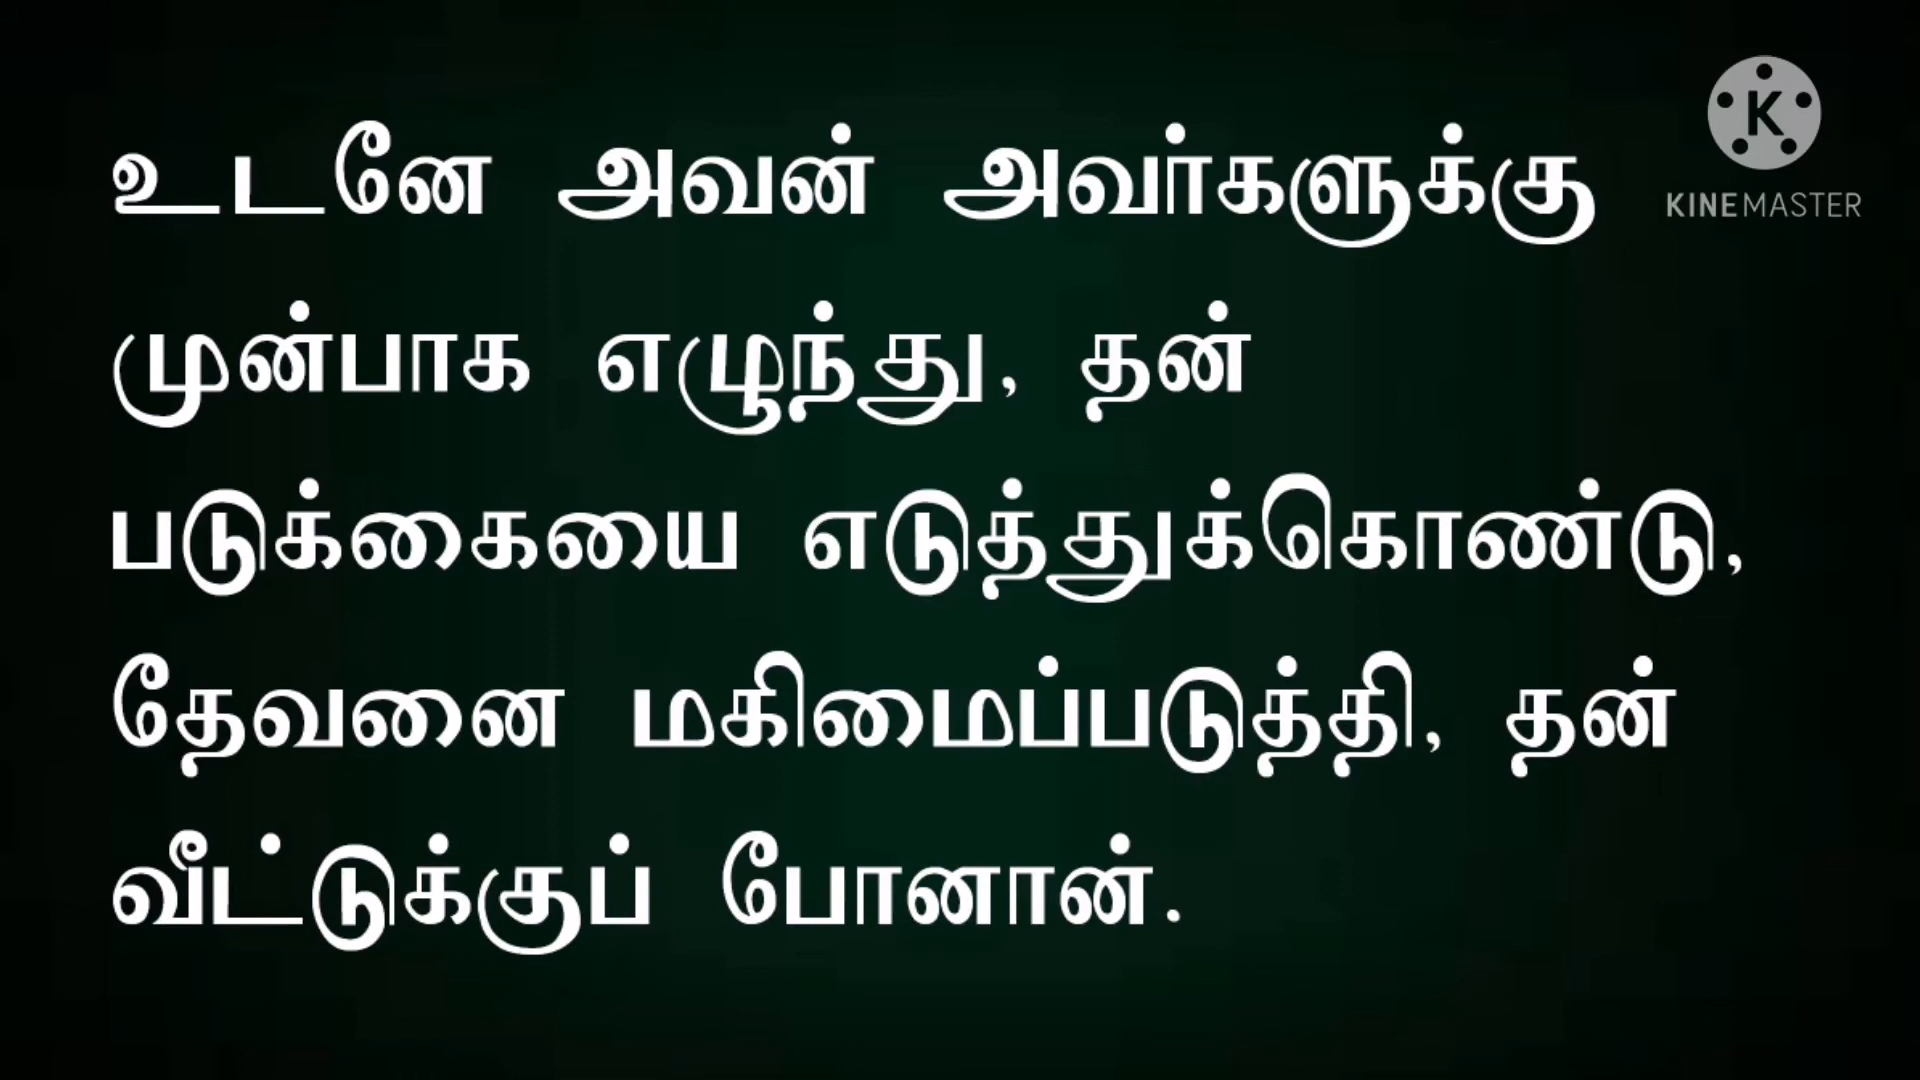 உடனே அவன் அவர்களுக்கு
முன்பாக எழுந்து, தன்
படுக்கையை எடுத்துக்கொண்டு,
தேவனை மகிமைப்படுத்தி, தன்
வீட்டுக்குப் போனான்.
K
KINEMASTER